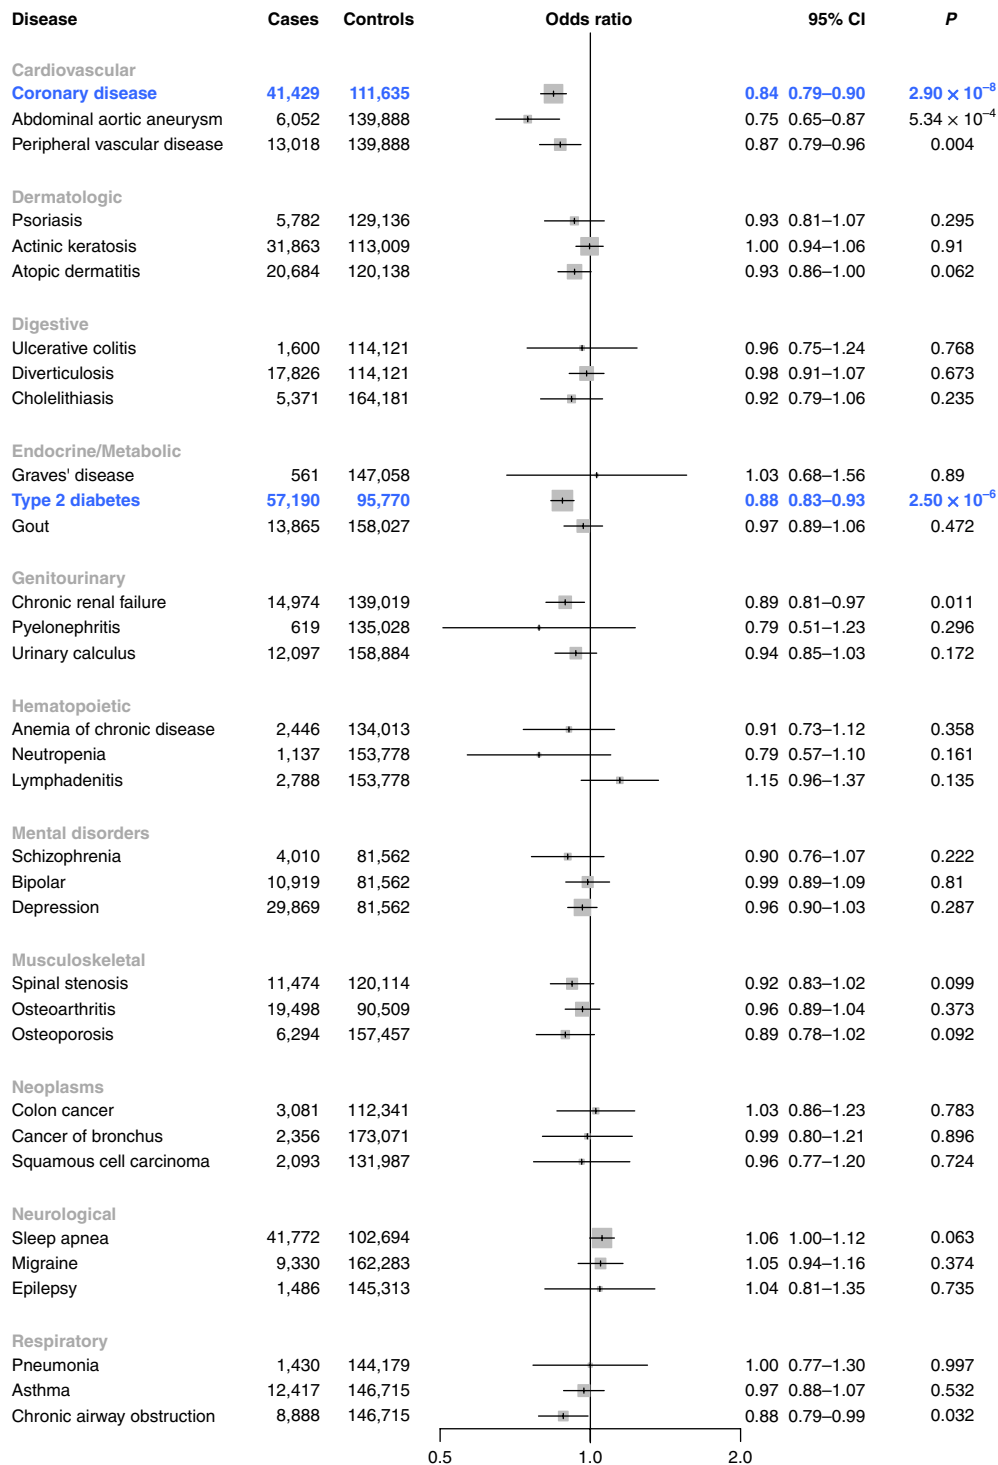 Disease Cases Controls Odds ratio 95% CI P
Cardiovascular
Coronary disease 41,429 111,635 0.84 0.79–0.90 2.90 × 10⁻⁸
Abdominal aortic aneurysm 6,052 139,888 0.75 0.65–0.87 5.34 × 10⁻⁴
Peripheral vascular disease 13,018 139,888 0.87 0.79–0.96 0.004
Dermatologic
Psoriasis 5,782 129,136 0.93 0.81–1.07 0.295
Actinic keratosis 31,863 113,009 1.00 0.94–1.06 0.91
Atopic dermatitis 20,684 120,138 0.93 0.86–1.00 0.062
Digestive
Ulcerative colitis 1,600 114,121 0.96 0.75–1.24 0.768
Diverticulosis 17,826 114,121 0.98 0.91–1.07 0.673
Cholelithiasis 5,371 164,181 0.92 0.79–1.06 0.235
Endocrine/Metabolic
Graves' disease 561 147,058 1.03 0.68–1.56 0.89
Type 2 diabetes 57,190 95,770 0.88 0.83–0.93 2.50 × 10⁻⁶
Gout 13,865 158,027 0.97 0.89–1.06 0.472
Genitourinary
Chronic renal failure 14,974 139,019 0.89 0.81–0.97 0.011
Pyelonephritis 619 135,028 0.79 0.51–1.23 0.296
Urinary calculus 12,097 158,884 0.94 0.85–1.03 0.172
Hematopoietic
Anemia of chronic disease 2,446 134,013 0.91 0.73–1.12 0.358
Neutropenia 1,137 153,778 0.79 0.57–1.10 0.161
Lymphadenitis 2,788 153,778 1.15 0.96–1.37 0.135
Mental disorders
Schizophrenia 4,010 81,562 0.90 0.76–1.07 0.222
Bipolar 10,919 81,562 0.99 0.89–1.09 0.81
Depression 29,869 81,562 0.96 0.90–1.03 0.287
Musculoskeletal
Spinal stenosis 11,474 120,114 0.92 0.83–1.02 0.099
Osteoarthritis 19,498 90,509 0.96 0.89–1.04 0.373
Osteoporosis 6,294 157,457 0.89 0.78–1.02 0.092
Neoplasms
Colon cancer 3,081 112,341 1.03 0.86–1.23 0.783
Cancer of bronchus 2,356 173,071 0.99 0.80–1.21 0.896
Squamous cell carcinoma 2,093 131,987 0.96 0.77–1.20 0.724
Neurological
Sleep apnea 41,772 102,694 1.06 1.00–1.12 0.063
Migraine 9,330 162,283 1.05 0.94–1.16 0.374
Epilepsy 1,486 145,313 1.04 0.81–1.35 0.735
Respiratory
Pneumonia 1,430 144,179 1.00 0.77–1.30 0.997
Asthma 12,417 146,715 0.97 0.88–1.07 0.532
Chronic airway obstruction 8,888 146,715 0.88 0.79–0.99 0.032
0.5 1.0 2.0